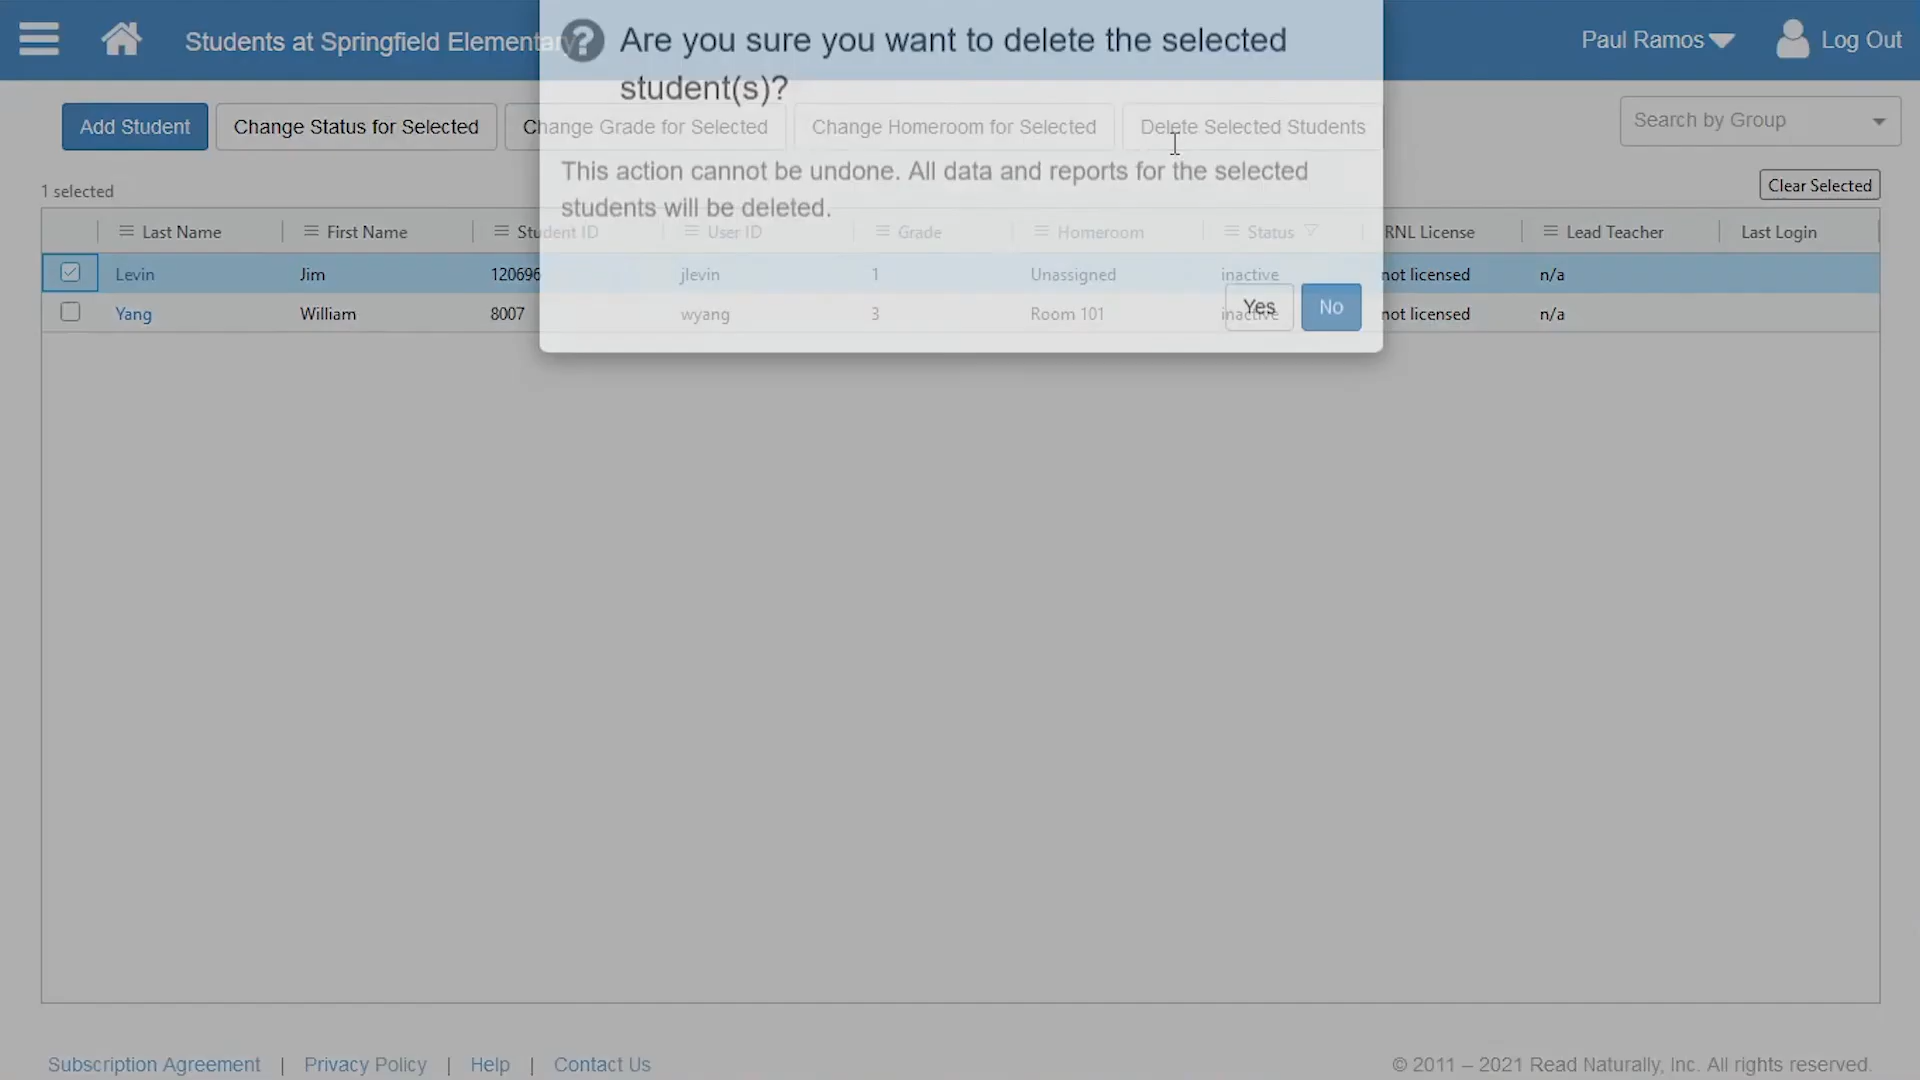 Students at Springfield Elementary
Paul Ramos
Log Out
Are you sure you want to delete the selected
student(s)?
Add Student
Change Status for Selected
Change Grade for Selected
Change Homeroom for Selected
Delete Selected Students
Search by Group
This action cannot be undone. All data and reports for the selected
students will be deleted.
1 selected
Clear Selected
Last Name First Name Student ID User ID Grade Homeroom Status RNL License Lead Teacher Last Login
Levin Jim 120696 jlevin 1 Unassigned inactive not licensed n/a
Yang William 8007 wyang 3 Room 101 inactive not licensed n/a
Yes No
Subscription Agreement | Privacy Policy | Help | Contact Us
© 2011 – 2021 Read Naturally, Inc. All rights reserved.